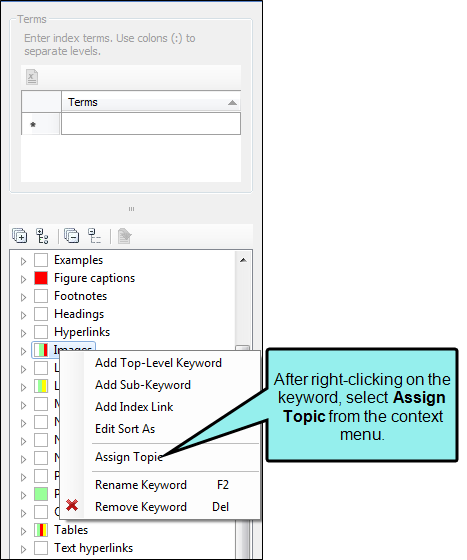 Terms
Enter index terms. Use colons (:) to
separate levels.
Terms
*
Examples
Figure captions
Footnotes
Headings
Hyperlinks
Images
L
Add Top-Level Keyword
L
Add Sub-Keyword
M
Add Index Link
N
Edit Sort As
N
N
Assign Topic
P
Rename Keyword F2
P
Remove Keyword Del
Tables
Text hyperlinks
After right-clicking on the
keyword, select Assign
Topic from the context
menu.